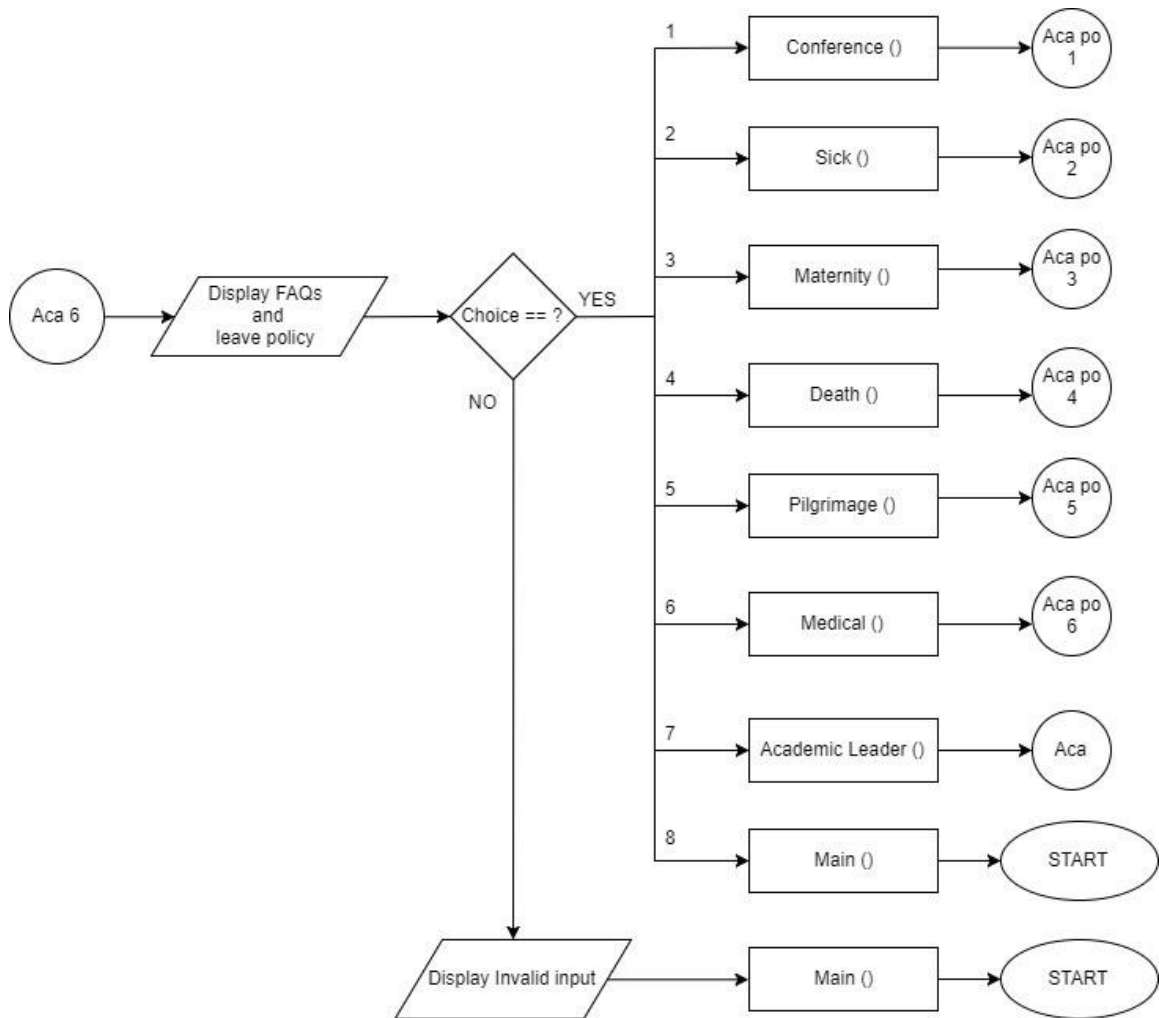 1
Conference ()
Aca po
1
2
Sick ()
Aca po
2
Aca 6
Display FAQs
and
leave policy
Choice == ?
YES
NO
3
Maternity ()
Aca po
3
4
Death ()
Aca po
4
5
Pilgrimage ()
Aca po
5
6
Medical ()
Aca po
6
7
Academic Leader ()
Aca
8
Main ()
START
Display Invalid input
Main ()
START